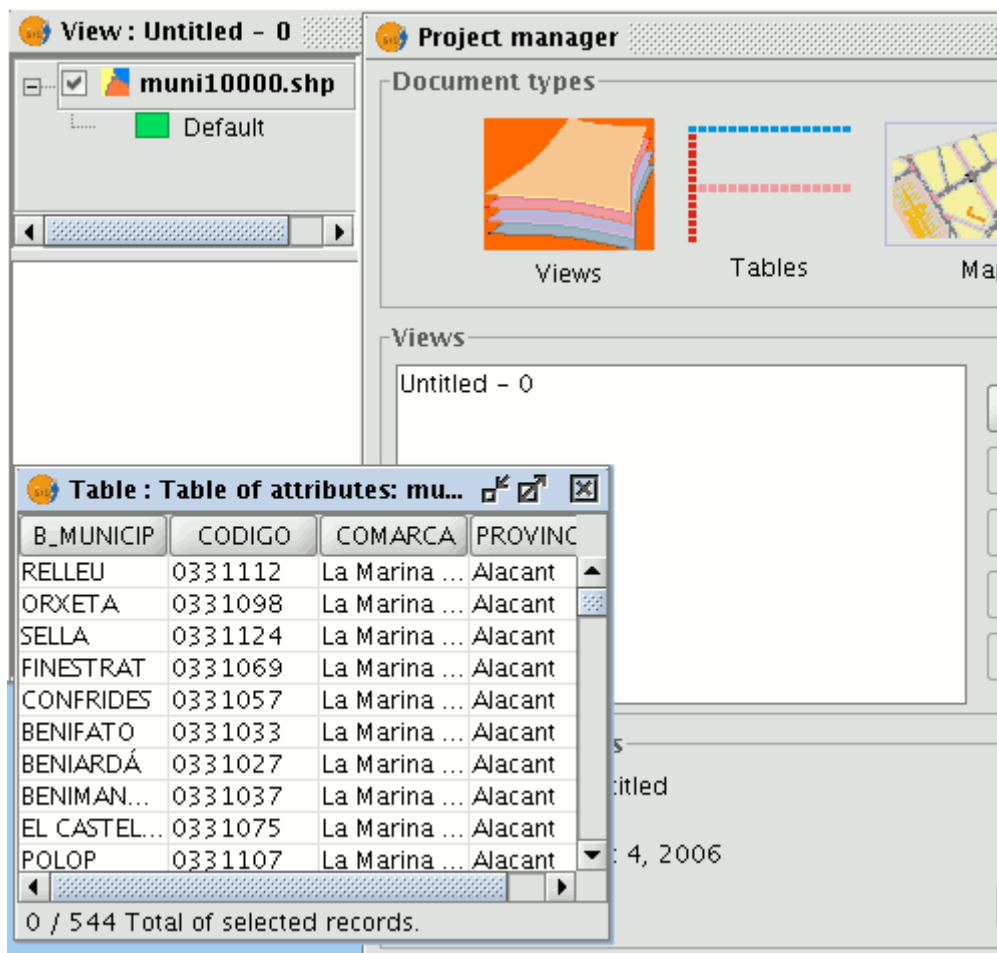 View : Untitled - 0
muni10000.shp
Default
Project manager
Document types
Views
Tables
Views
Untitled - 0
Table : Table of attributes: mu...
B_MUNICIP CODIGO COMARCA PROVINC
RELLEU 0331112 La Marina ... Alacant
ORXETA 0331098 La Marina ... Alacant
SELLA 0331124 La Marina ... Alacant
FINESTRAT 0331069 La Marina ... Alacant
CONFRIDES 0331057 La Marina ... Alacant
BENIFATO 0331033 La Marina ... Alacant
BENIARDÁ 0331027 La Marina ... Alacant
BENIMAN... 0331037 La Marina ... Alacant
EL CASTEL... 0331075 La Marina ... Alacant
POLOP 0331107 La Marina ... Alacant
0 / 544 Total of selected records.
4, 2006